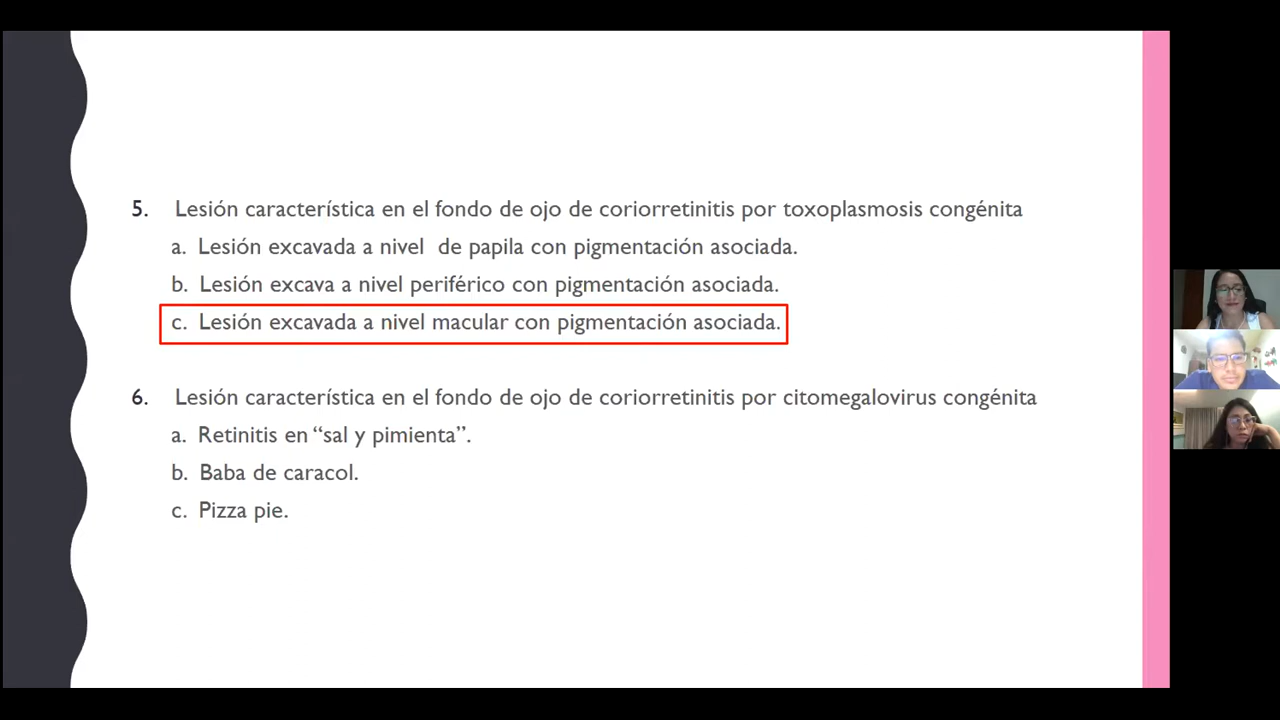 5. Lesión característica en el fondo de ojo de coriorretinitis por toxoplasmosis congénita
a. Lesión excavada a nivel de papila con pigmentación asociada.
b. Lesión excava a nivel periférico con pigmentación asociada.
c. Lesión excavada a nivel macular con pigmentación asociada.
6. Lesión característica en el fondo de ojo de coriorretinitis por citomegalovirus congénita
a. Retinitis en “sal y pimienta”.
b. Baba de caracol.
c. Pizza pie.